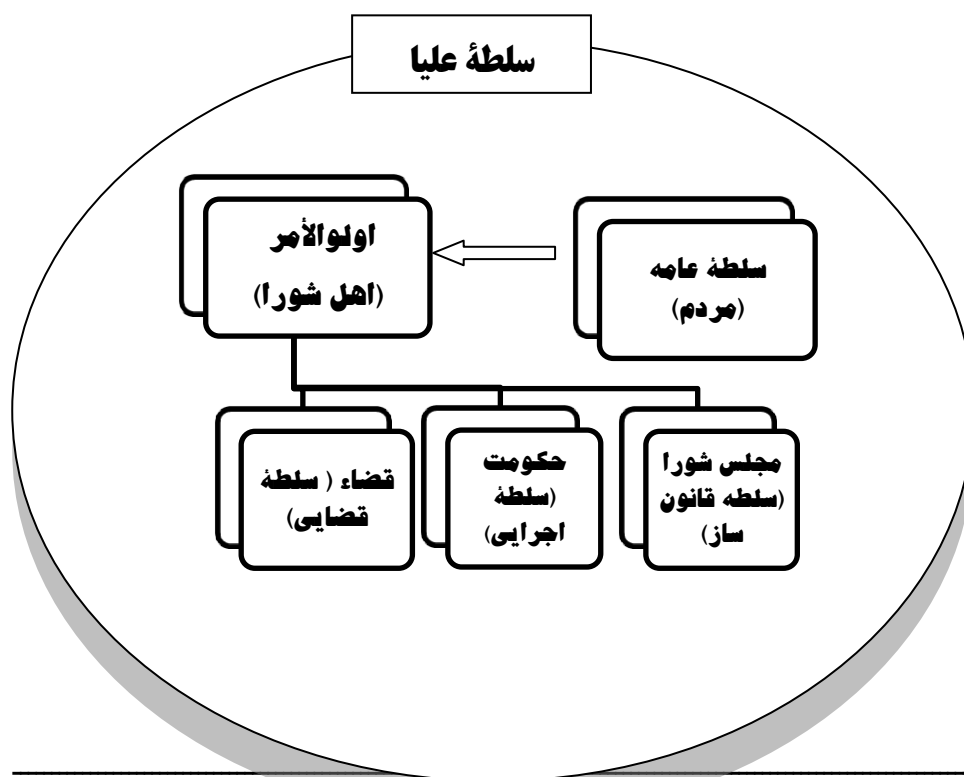 سلطهٔ علیا
سلطهٔ عامه
(مردم)
اولوالأمر
(اهل شورا)
مجلس شورا
(سلطه قانون
ساز)
حکومت
(سلطهٔ
اجرایی)
قضاء ( سلطهٔ
قضایی)